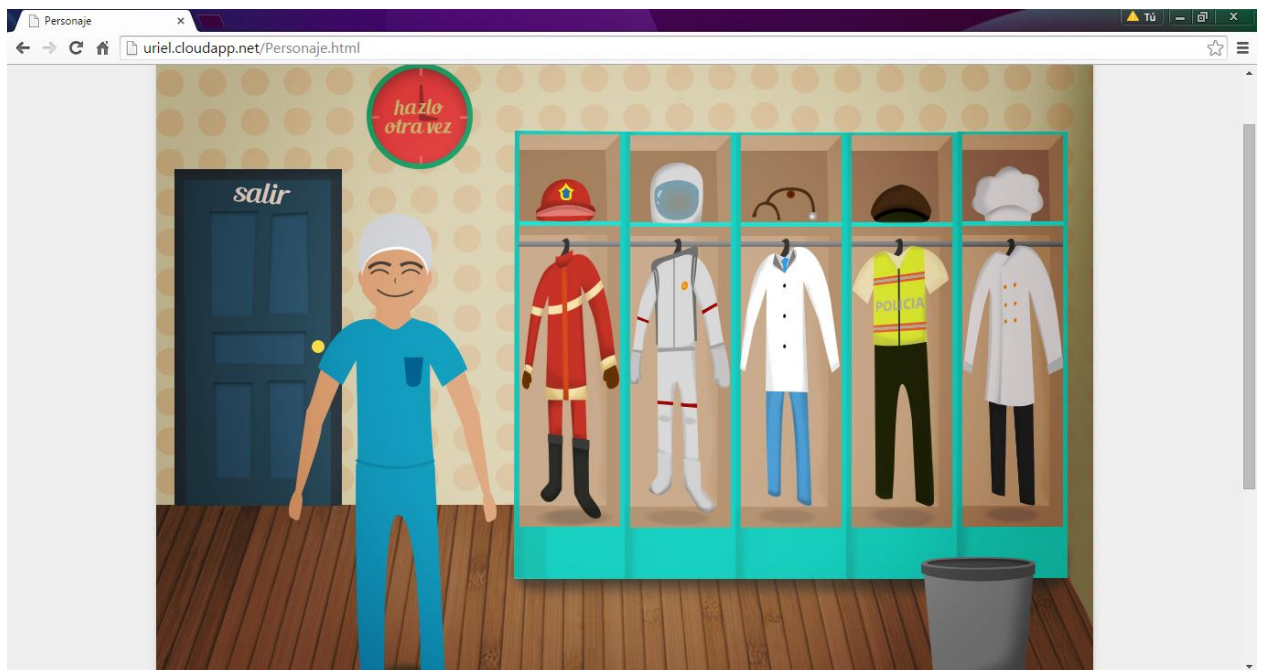 Personaje
Tú
uriel.cloudapp.net/Personaje.html
hazlo
otra vez
salir
POLICIA